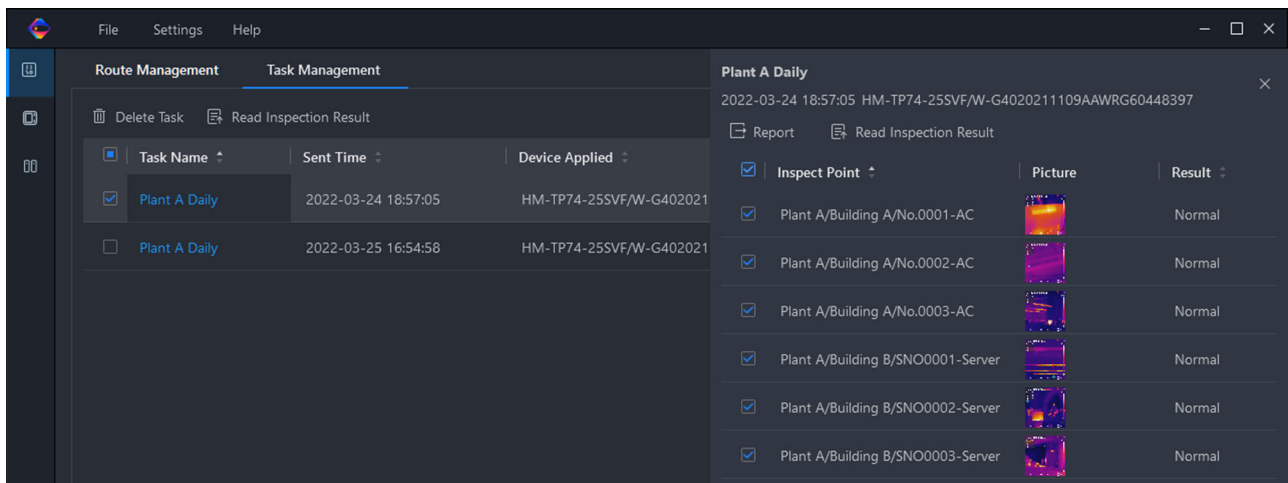 File Settings Help
Route Management Task Management
Delete Task Read Inspection Result
Task Name Sent Time Device Applied
Plant A Daily 2022-03-24 18:57:05 HM-TP74-25SVF/W-G402021
Plant A Daily 2022-03-25 16:54:58 HM-TP74-25SVF/W-G402021
Plant A Daily
2022-03-24 18:57:05 HM-TP74-25SVF/W-G4020211109AAWRG60448397
Report Read Inspection Result
Inspect Point Picture Result
Plant A/Building A/No.0001-AC Normal
Plant A/Building A/No.0002-AC Normal
Plant A/Building A/No.0003-AC Normal
Plant A/Building B/SNO0001-Server Normal
Plant A/Building B/SNO0002-Server Normal
Plant A/Building B/SNO0003-Server Normal